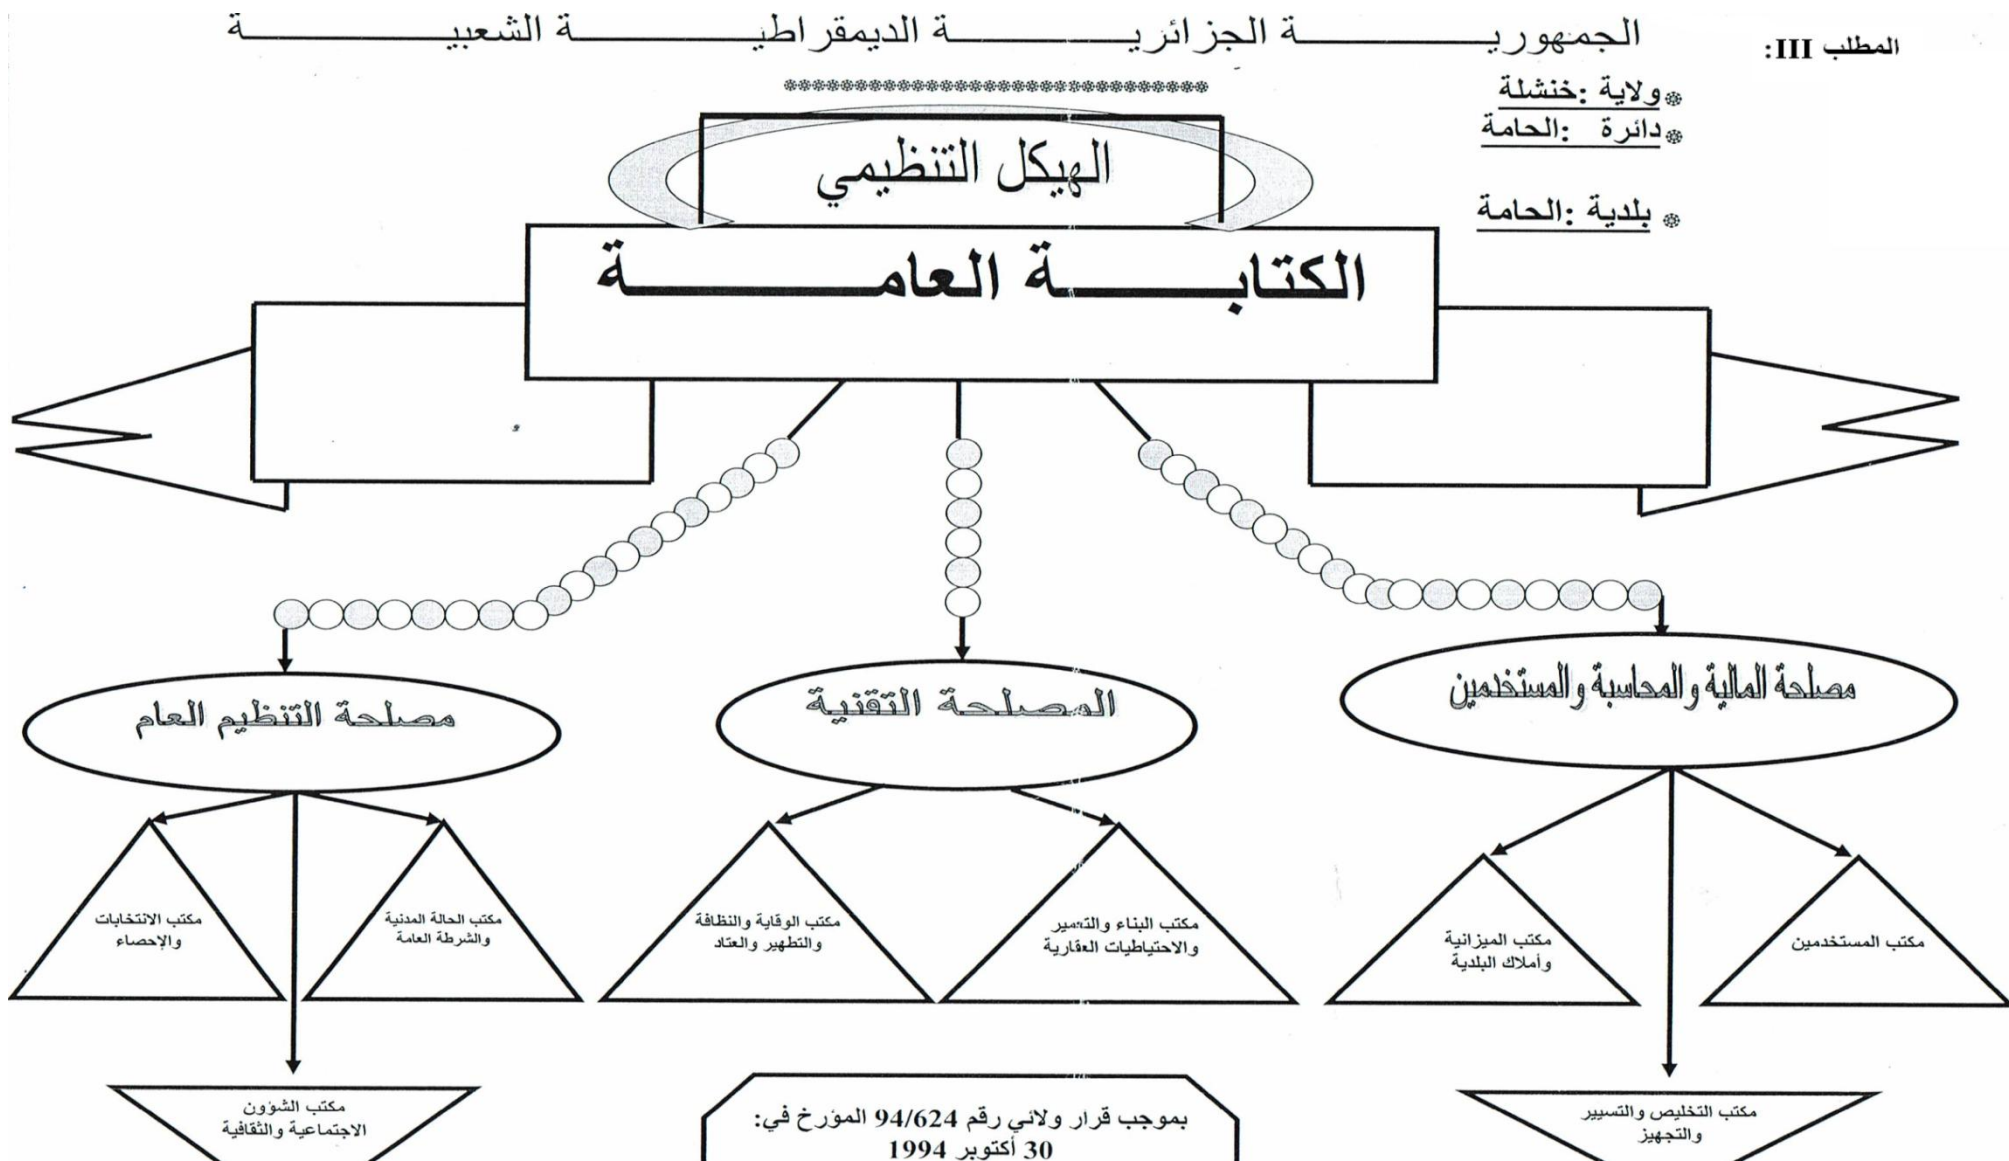 الجمهورية الجزائرية الديمقراطية الشعبية
المطلب III:
ولاية :خنشلة
دائرة :الحامة
بلدية :الحامة
الهيكل التنظيمي
الكتابة العامة
مصلحة المالية والمحاسبة والمستخدمين
المصلحة التقنية
مصلحة التنظيم العام
مكتب المستخدمين
مكتب الميزانية
وأملاك البلدية
مكتب البناء والتعمير
والاحتياطيات العقارية
مكتب الوقاية والنظافة
والتطهير والعتاد
مكتب الحالة المدنية
والشرطة العامة
مكتب الانتخابات
والإحصاء
مكتب التخليص والتسيير
والتجهيز
بموجب قرار ولائي رقم 94/624 المؤرخ في:
30 أكتوبر 1994
مكتب الشؤون
الاجتماعية والثقافية